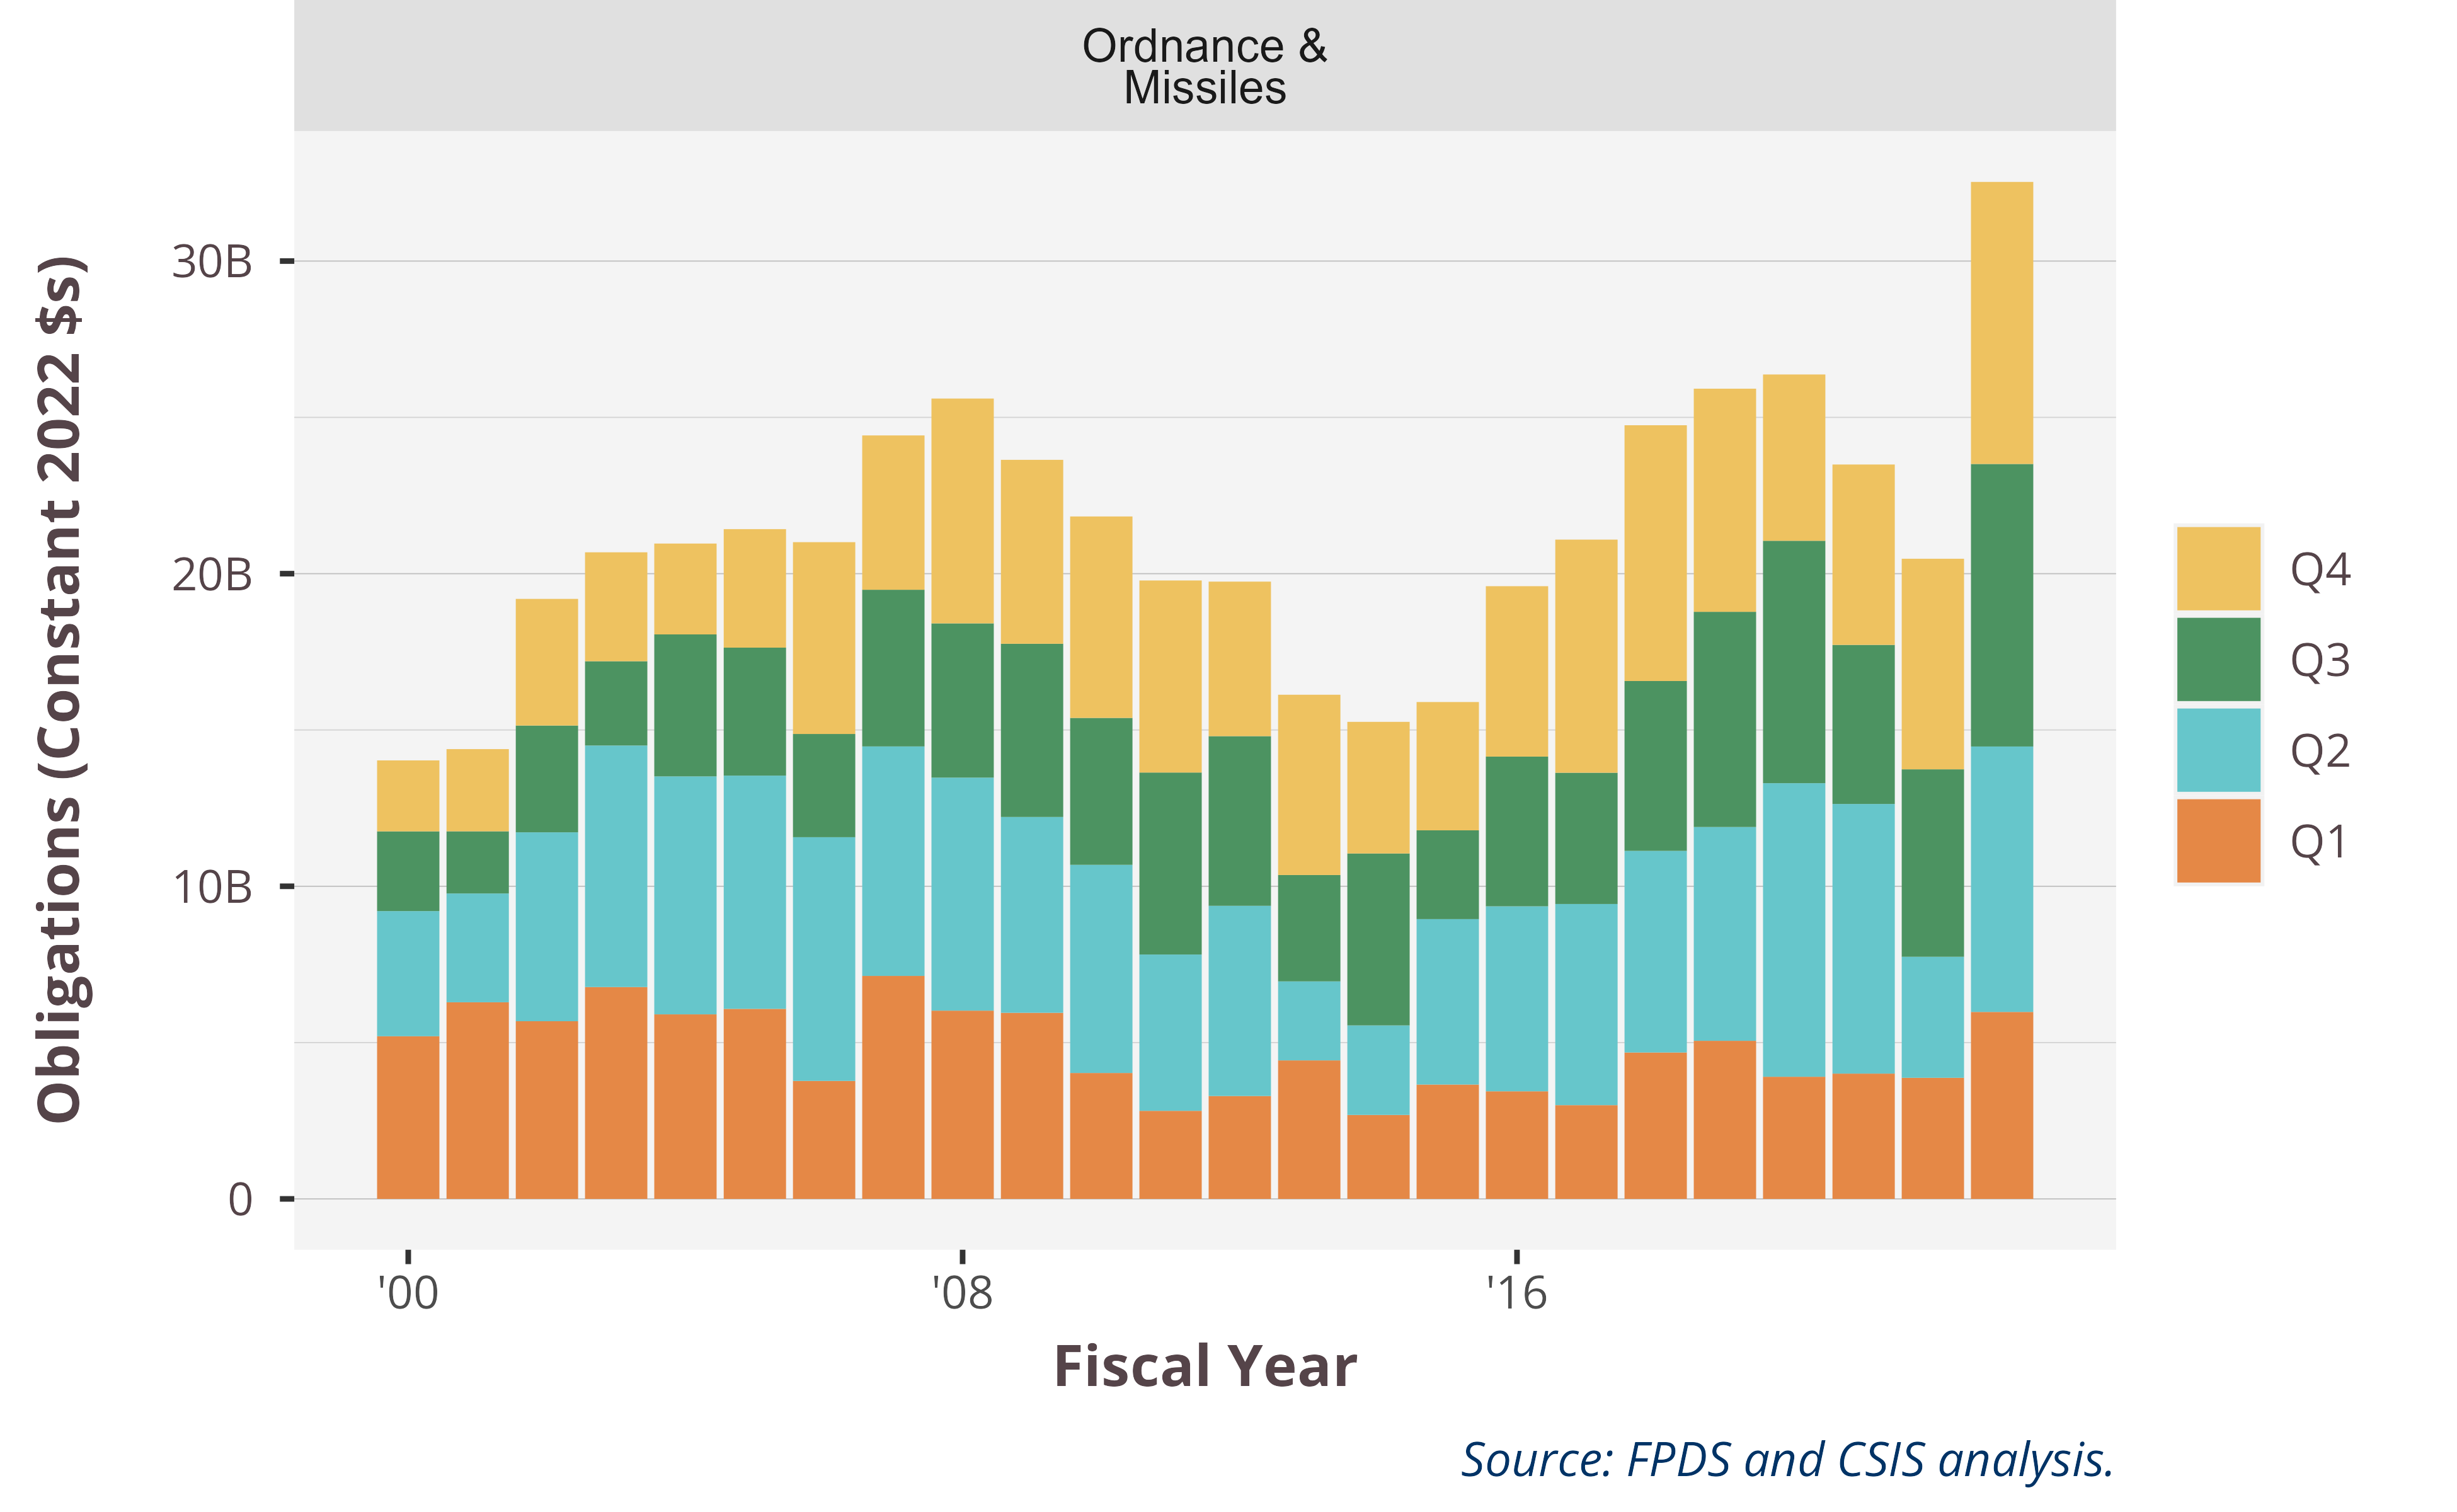 Ordnance &
Missiles
Obligations (Constant 2022 $s)
30B
20B
10B
0
Q4
Q3
Q2
Q1
'00
'08
'16
Fiscal Year
Source: FPDS and CSIS analysis.